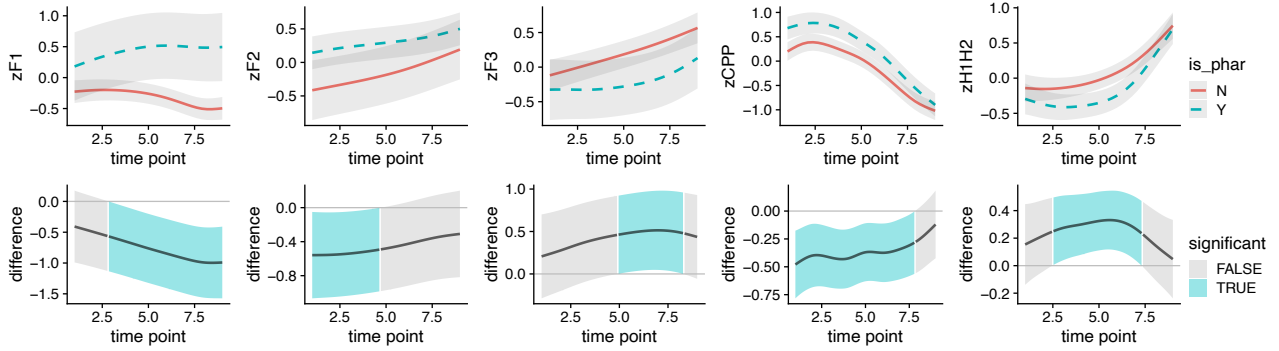 zF1
1.0
0.5
0.0
−0.5
2.5
5.0
7.5
time point
zF2
0.5
0.0
−0.5
2.5
5.0
7.5
time point
zF3
0.5
0.0
−0.5
2.5
5.0
7.5
time point
zCPP
1.0
0.5
0.0
−0.5
−1.0
2.5
5.0
7.5
time point
zH1H2
1.0
0.5
0.0
−0.5
2.5
5.0
7.5
time point
is_phar
N
Y
difference
0.0
−0.5
−1.0
−1.5
2.5
5.0
7.5
time point
difference
0.0
−0.4
−0.8
2.5
5.0
7.5
time point
difference
1.0
0.5
0.0
2.5
5.0
7.5
time point
difference
0.00
−0.25
−0.50
−0.75
2.5
5.0
7.5
time point
difference
0.4
0.2
0.0
−0.2
2.5
5.0
7.5
time point
significant
FALSE
TRUE